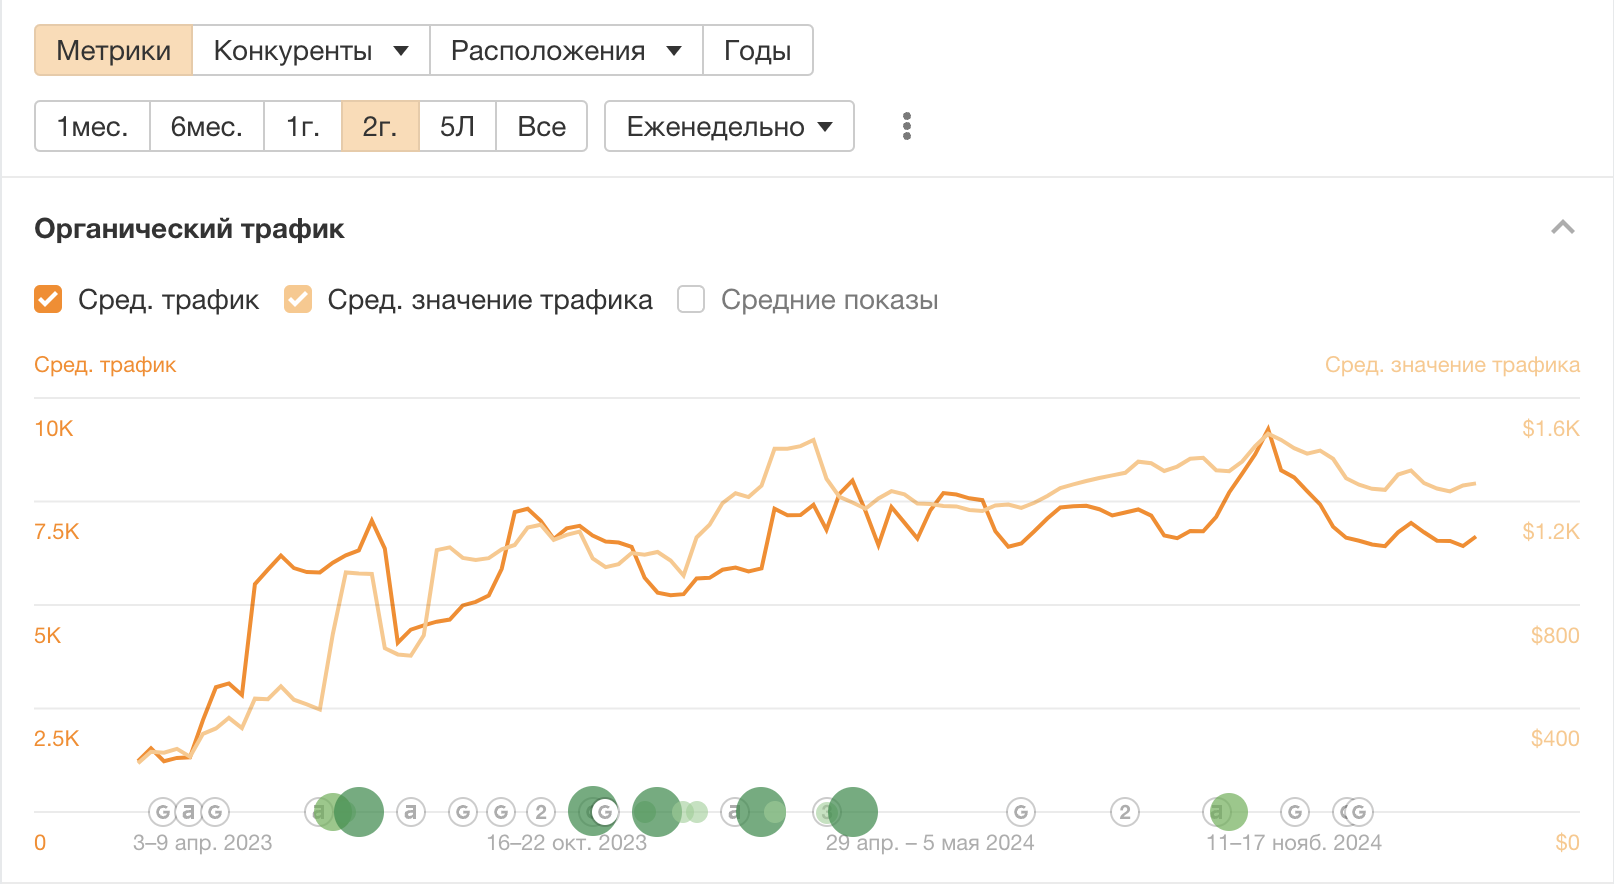 Метрики Конкуренты Расположения Годы
1мес. 6мес. 1г. 2г. 5Л Все Еженедельно
Органический трафик
Сред. трафик Сред. значение трафика Средние показы
Сред. трафик Сред. значение трафика
10K $1.6K
7.5K $1.2K
5K $800
2.5K $400
G a G a a G G 2 G a 3 G 2 a G G G
0 3–9 апр. 2023 16–22 окт. 2023 29 апр. – 5 мая 2024 11–17 нояб. 2024 $0